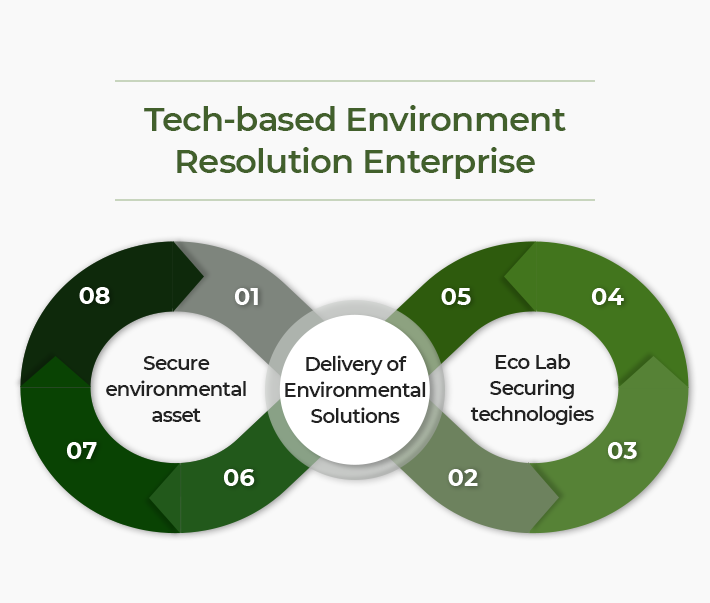 Tech-based Environment
Resolution Enterprise
08
01
05
04
Secure
environmental
asset
Delivery of
Environmental
Solutions
Eco Lab
Securing
technologies
07
06
02
03